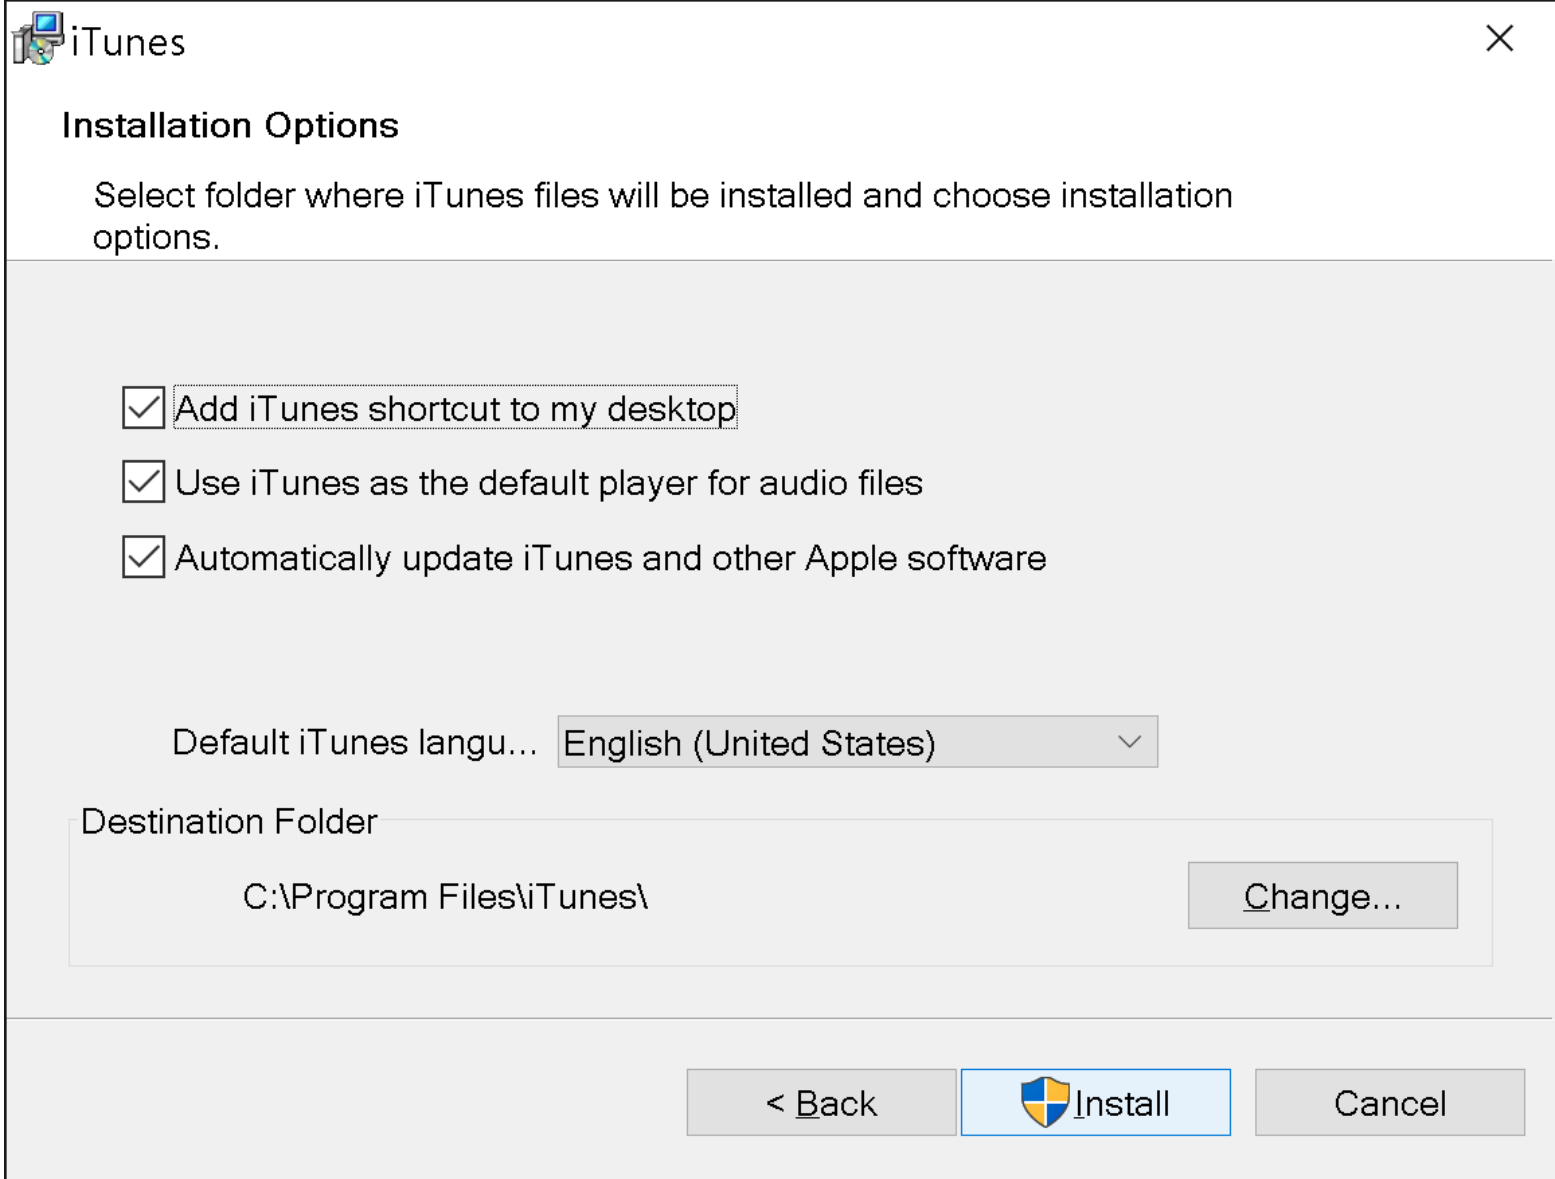 iTunes
Installation Options
Select folder where iTunes files will be installed and choose installation
options.
Add iTunes shortcut to my desktop
Use iTunes as the default player for audio files
Automatically update iTunes and other Apple software
Default iTunes langu... English (United States)
Destination Folder
C:\Program Files\iTunes\ Change...
< Back Install Cancel